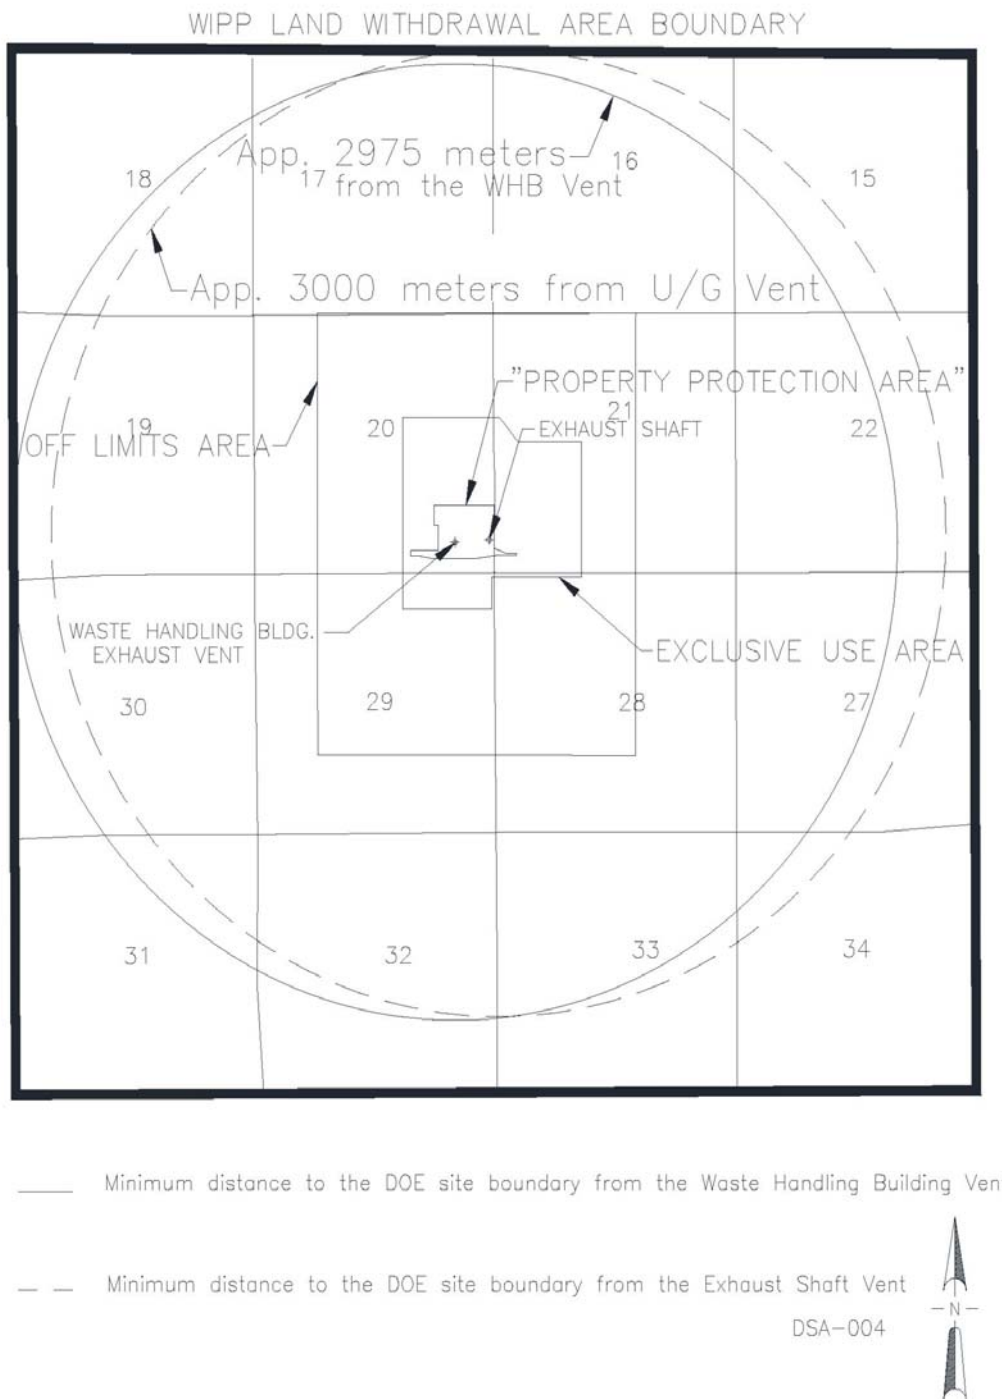 WIPP LAND WITHDRAWAL AREA BOUNDARY
App. 2975 meters
from the WHB Vent
18
17
16
15
App. 3000 meters from U/G Vent
"PROPERTY PROTECTION AREA"
19
20
21
22
OFF LIMITS AREA
EXHAUST SHAFT
WASTE HANDLING BLDG.
EXHAUST VENT
EXCLUSIVE USE AREA
30
29
28
27
31
32
33
34
Minimum distance to the DOE site boundary from the Waste Handling Building Ven
Minimum distance to the DOE site boundary from the Exhaust Shaft Vent
N
DSA-004